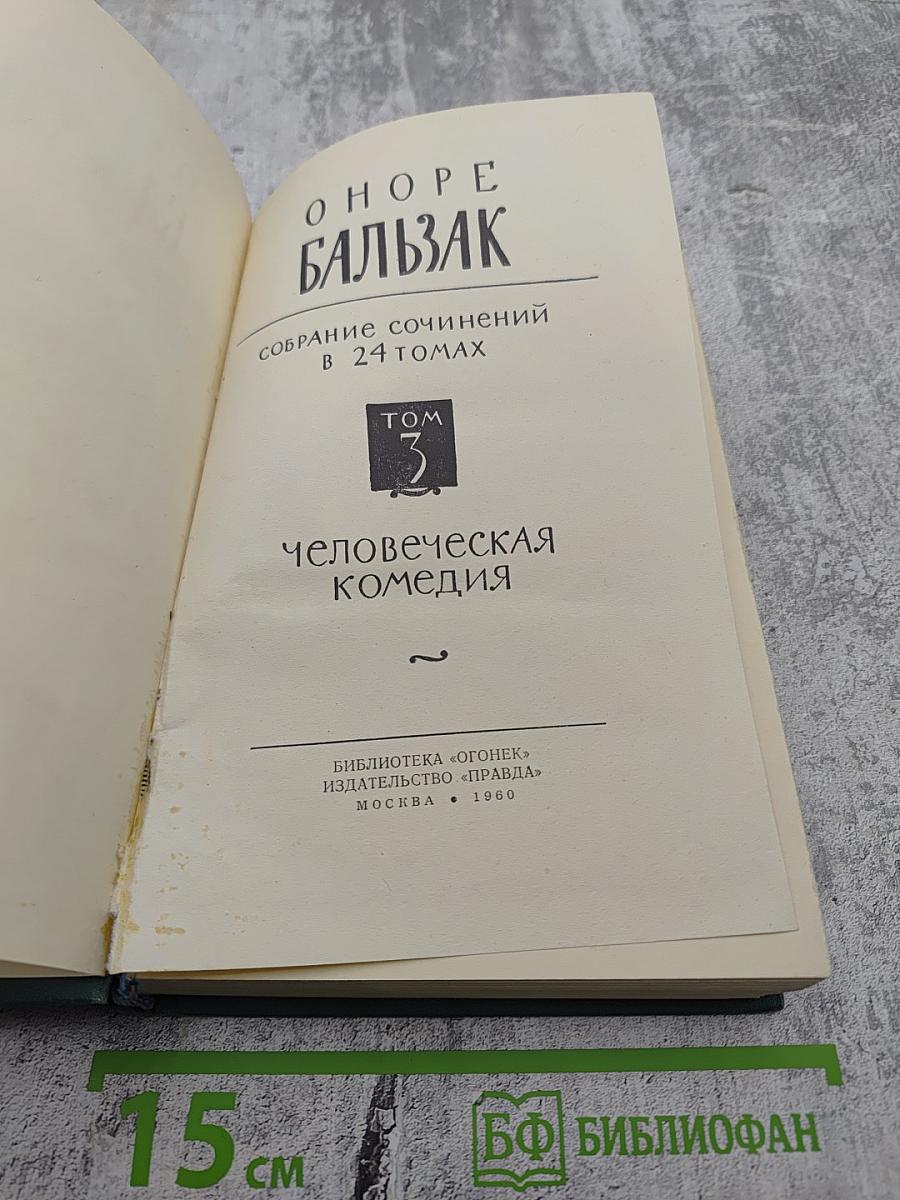 ОНОРЕ
БАЛЬЗАК
СОБРАНИЕ СОЧИНЕНИЙ
В 24 ТОМАХ
ТОМ
3
ЧЕЛОВЕЧЕСКАЯ
КОМЕДИЯ
БИБЛИОТЕКА «ОГОНЕК»
ИЗДАТЕЛЬСТВО «ПРАВДА»
МОСКВА • 1960
15 СМ
БФ БИБЛИОФАН